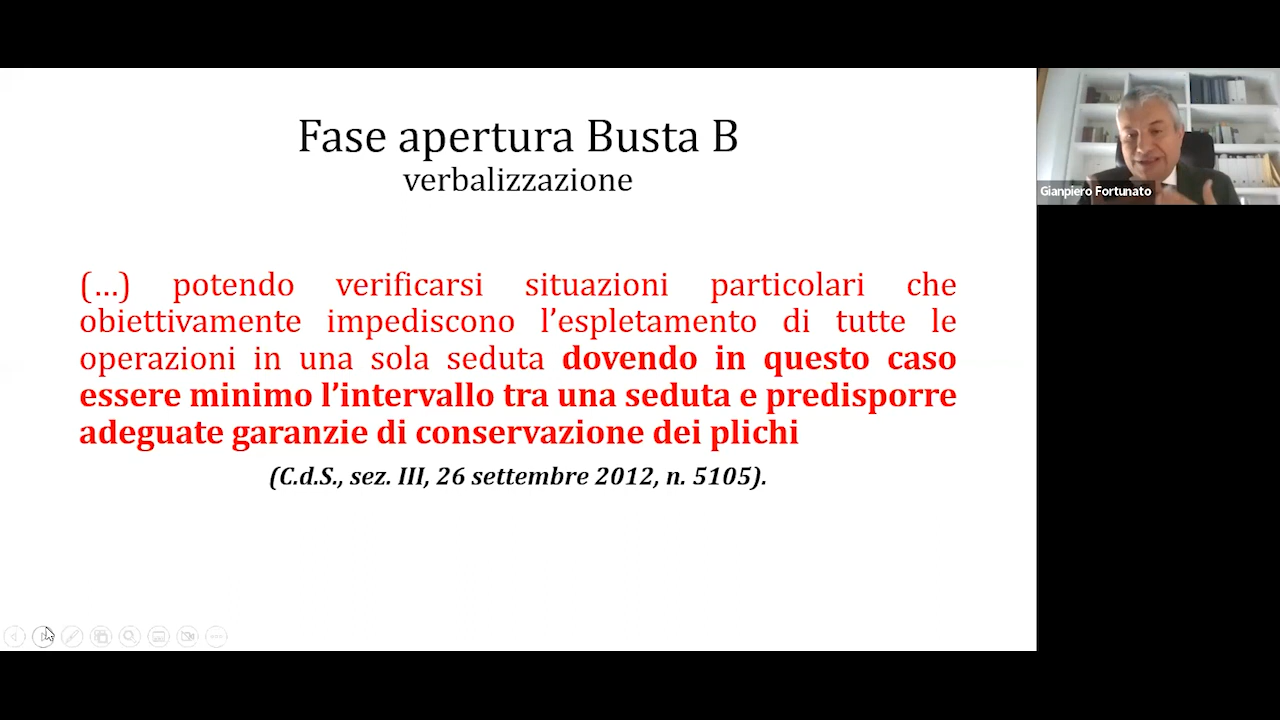 Fase apertura Busta B
verbalizzazione
(…) potendo verificarsi situazioni particolari che
obiettivamente impediscono l’espletamento di tutte le
operazioni in una sola seduta dovendo in questo caso
essere minimo l’intervallo tra una seduta e predisporre
adeguate garanzie di conservazione dei plichi
(C.d.S., sez. III, 26 settembre 2012, n. 5105).
Gianpiero Fortunato